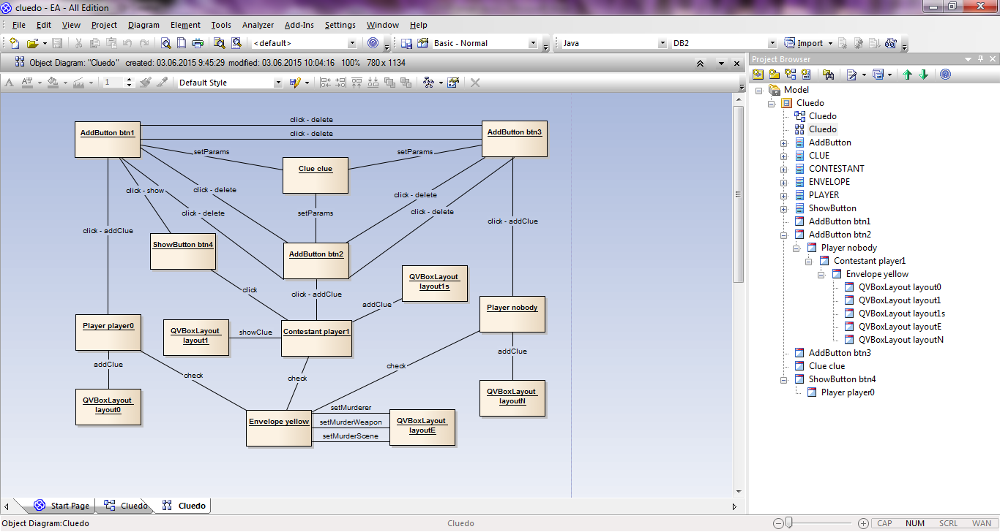 cluedo - EA - All Edition
File Edit View Project Diagram Element Tools Analyzer Add-Ins Settings Window Help
<default> Basic - Normal Java DB2 Import
Object Diagram: "Cluedo" created: 03.06.2015 9:45:29 modified: 03.06.2015 10:04:16 100% 780 x 1134
1 Default Style
click - delete
AddButton btn1
AddButton btn3
click - delete
setParams
setParams
Clue clue
click - show
click - delete
click - delete
click - delete
setParams
click - delete
click - addClue
click - addClue
ShowButton btn4
AddButton btn2
QVBoxLayout
layout1s
click
click - addClue
addClue
Player player0
Player nobody
QVBoxLayout
layout1
showClue
Contestant player1
addClue
check
check
check
addClue
QVBoxLayout
layout0
QVBoxLayout
layoutN
Envelope yellow
setMurderer
setMurderWeapon
setMurderScene
QVBoxLayout
layoutE
Start Page Cluedo Cluedo
Project Browser
Model
Cluedo
Cluedo
Cluedo
AddButton
CLUE
CONTESTANT
ENVELOPE
PLAYER
ShowButton
AddButton btn1
AddButton btn2
Player nobody
Contestant player1
Envelope yellow
QVBoxLayout layout0
QVBoxLayout layout1
QVBoxLayout layout1s
QVBoxLayout layoutE
QVBoxLayout layoutN
AddButton btn3
Clue clue
ShowButton btn4
Player player0
Object Diagram:Cluedo Cluedo CAP NUM SCRL WAN